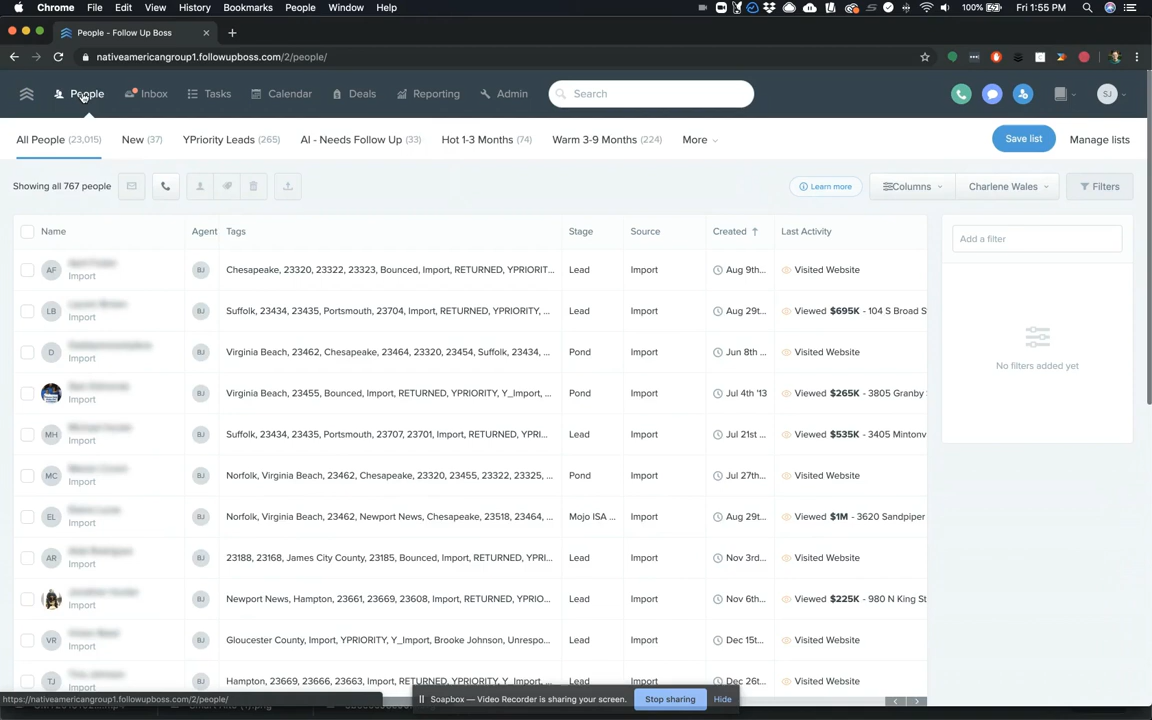 Chrome File Edit View History Bookmarks People Window Help 100% Fri 1:55 PM
People - Follow Up Boss
nativeamericangroup1.followupboss.com/2/people/
People Inbox Tasks Calendar Deals Reporting Admin Search SJ
All People (23,015) New (37) YPriority Leads (265) AI - Needs Follow Up (33) Hot 1-3 Months (74) Warm 3-9 Months (224) More Save list Manage lists
Showing all 767 people Learn more Columns Charlene Wales Filters
Name Agent Tags Stage Source Created Last Activity Add a filter
AF Import BJ Chesapeake, 23320, 23322, 23323, Bounced, Import, RETURNED, YPRIORIT... Lead Import Aug 9th... Visited Website
LB Import BJ Suffolk, 23434, 23435, Portsmouth, 23704, Import, RETURNED, YPRIORITY, ... Lead Import Aug 29t... Viewed $695K - 104 S Broad S
D Import BJ Virginia Beach, 23462, Chesapeake, 23464, 23320, 23454, Suffolk, 23434, ... Pond Import Jun 8th ... Visited Website
No filters added yet
Import BJ Virginia Beach, 23455, Bounced, Import, RETURNED, YPRIORITY, Y_Import, ... Pond Import Jul 4th '13 Viewed $265K - 3805 Granby
MH Import BJ Suffolk, 23434, 23435, Portsmouth, 23707, 23701, Import, RETURNED, YPRI... Lead Import Jul 21st ... Viewed $535K - 3405 Mintonv
MC Import BJ Norfolk, Virginia Beach, 23462, Chesapeake, 23320, 23455, 23322, 23325, ... Pond Import Jul 27th... Visited Website
EL Import BJ Norfolk, Virginia Beach, 23462, Newport News, Chesapeake, 23518, 23464, ... Mojo ISA ... Import Aug 29t... Viewed $1M - 3620 Sandpiper
AR Import BJ 23188, 23168, James City County, 23185, Bounced, Import, RETURNED, YPRI... Lead Import Nov 3rd... Visited Website
Import BJ Newport News, Hampton, 23661, 23669, 23608, Import, RETURNED, YPRIO... Lead Import Nov 6th... Viewed $225K - 980 N King St
VR Import BJ Gloucester County, Import, YPRIORITY, Y_Import, Brooke Johnson, Unrespo... Lead Import Dec 15t... Visited Website
TJ BJ Hampton, 23669, 23666, 23663, Import, RETURNED, YPRIORITY, Y_Import, ... Lead Import Dec 26t... Visited Website
https://nativeamericangroup1.followupboss.com/2/people/ Soapbox — Video Recorder is sharing your screen. Stop sharing Hide